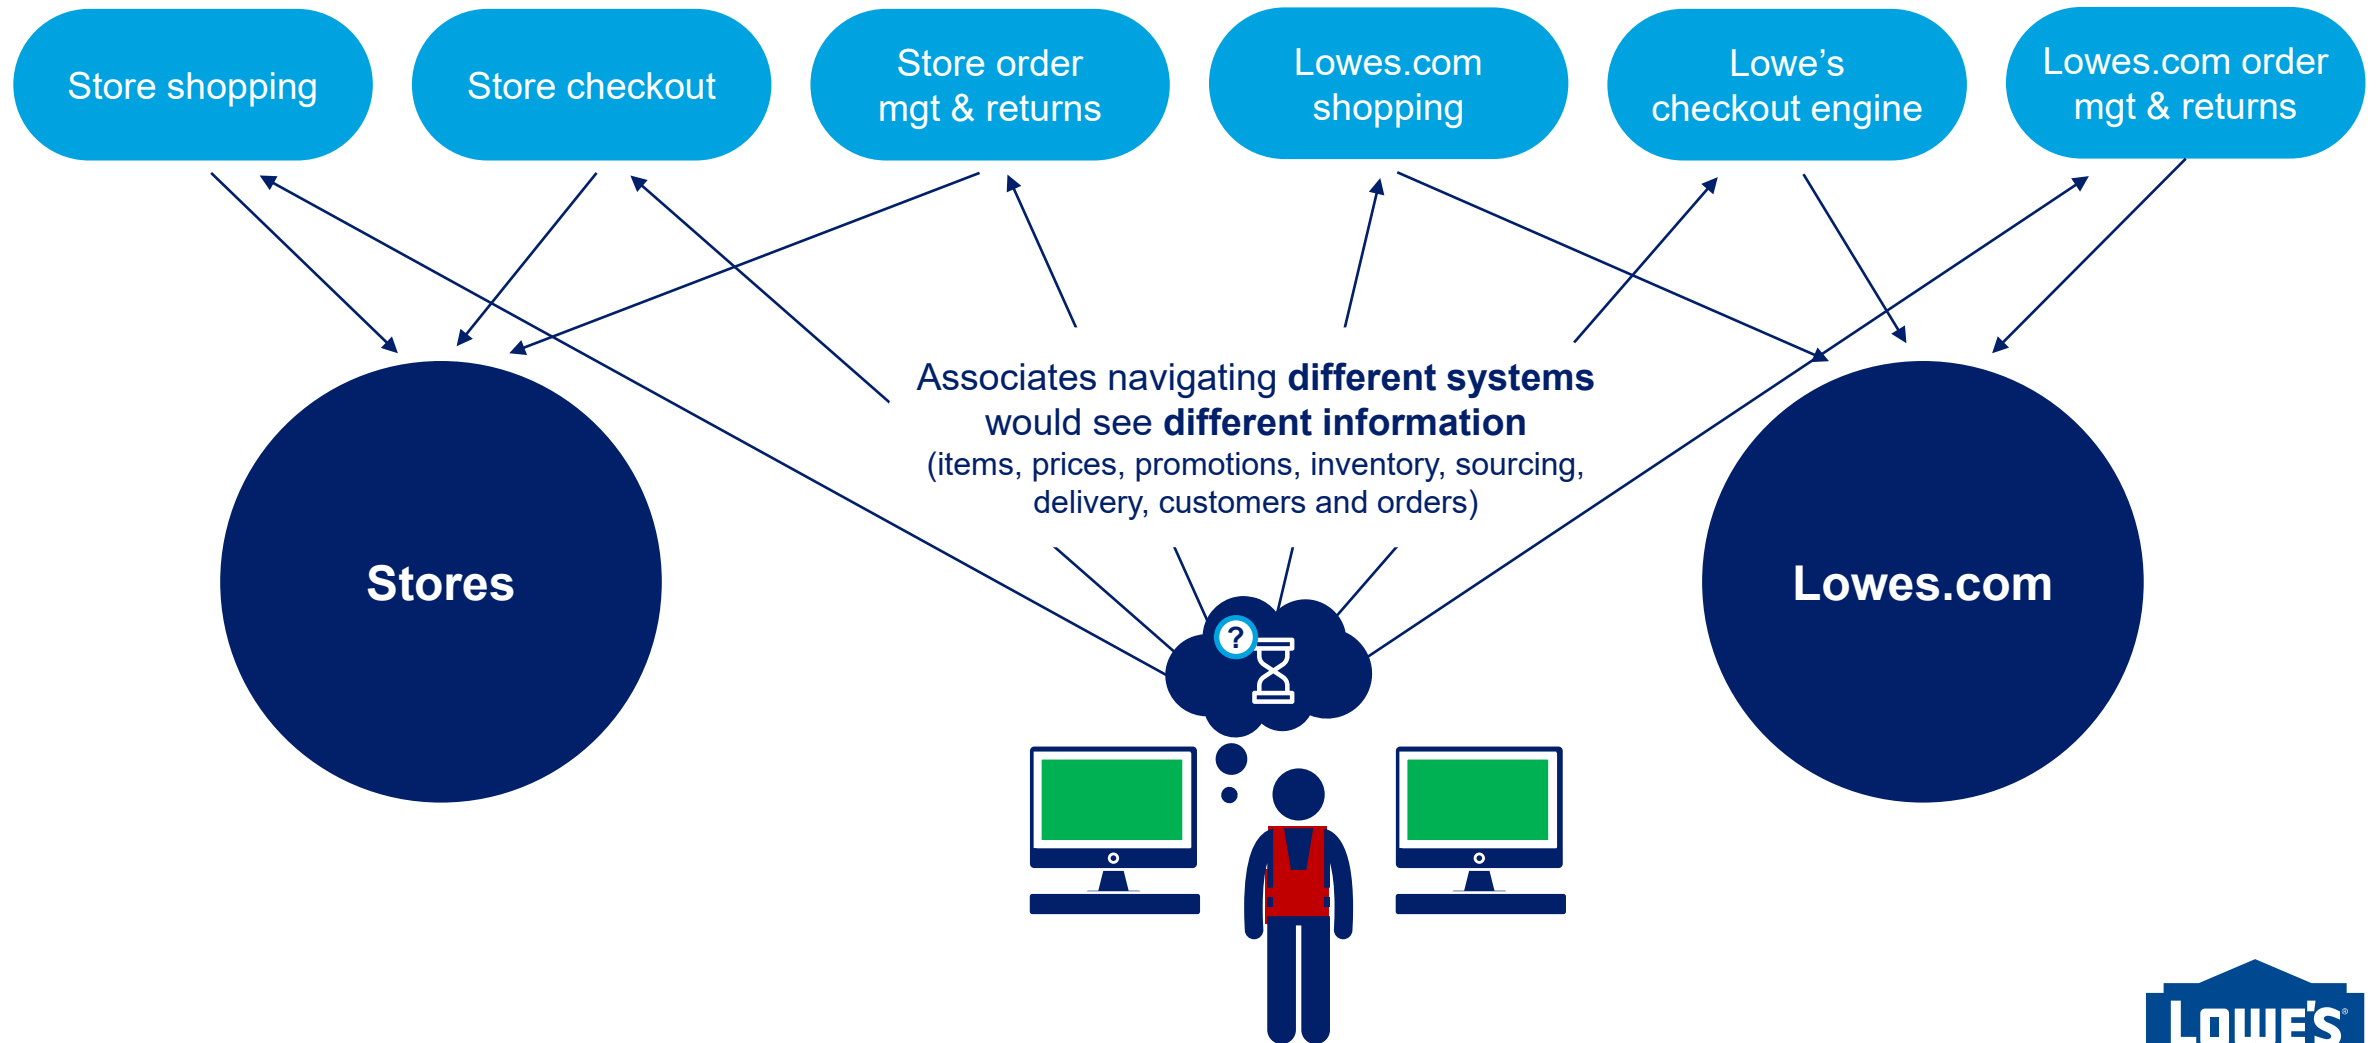 Store shopping
Store checkout
Store order
mgt & returns
Lowes.com
shopping
Lowe’s
checkout engine
Lowes.com order
mgt & returns
Associates navigating different systems
would see different information
(items, prices, promotions, inventory, sourcing,
delivery, customers and orders)
Stores
Lowes.com
?
LOWE'S®